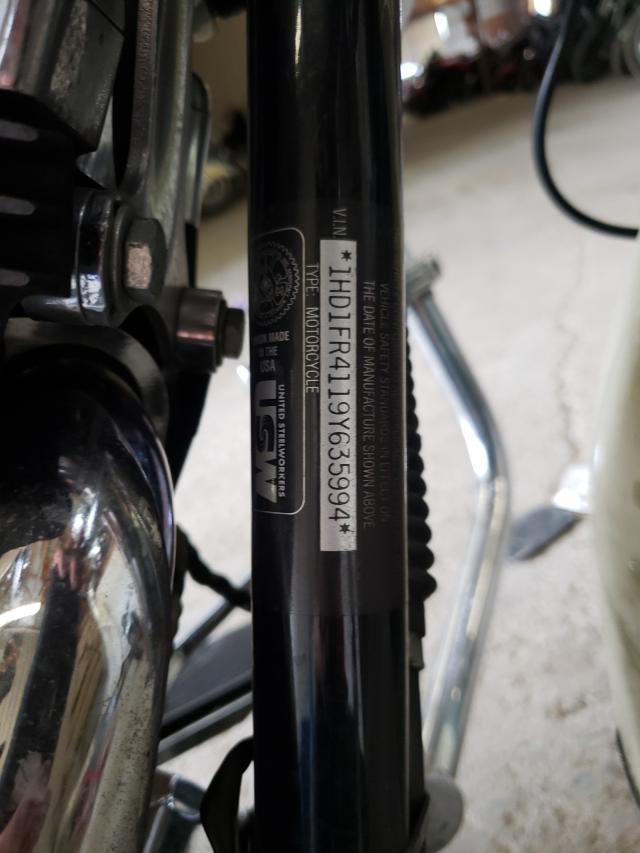 V.I.N.
*1HD1FR4119Y635994*
TYPE: MOTORCYCLE
VEHICLE SAFETY STANDARDS IN EFFECT ON
THE DATE OF MANUFACTURE SHOWN ABOVE
MADE
IN THE
USA
USW
UNITED STEELWORKERS